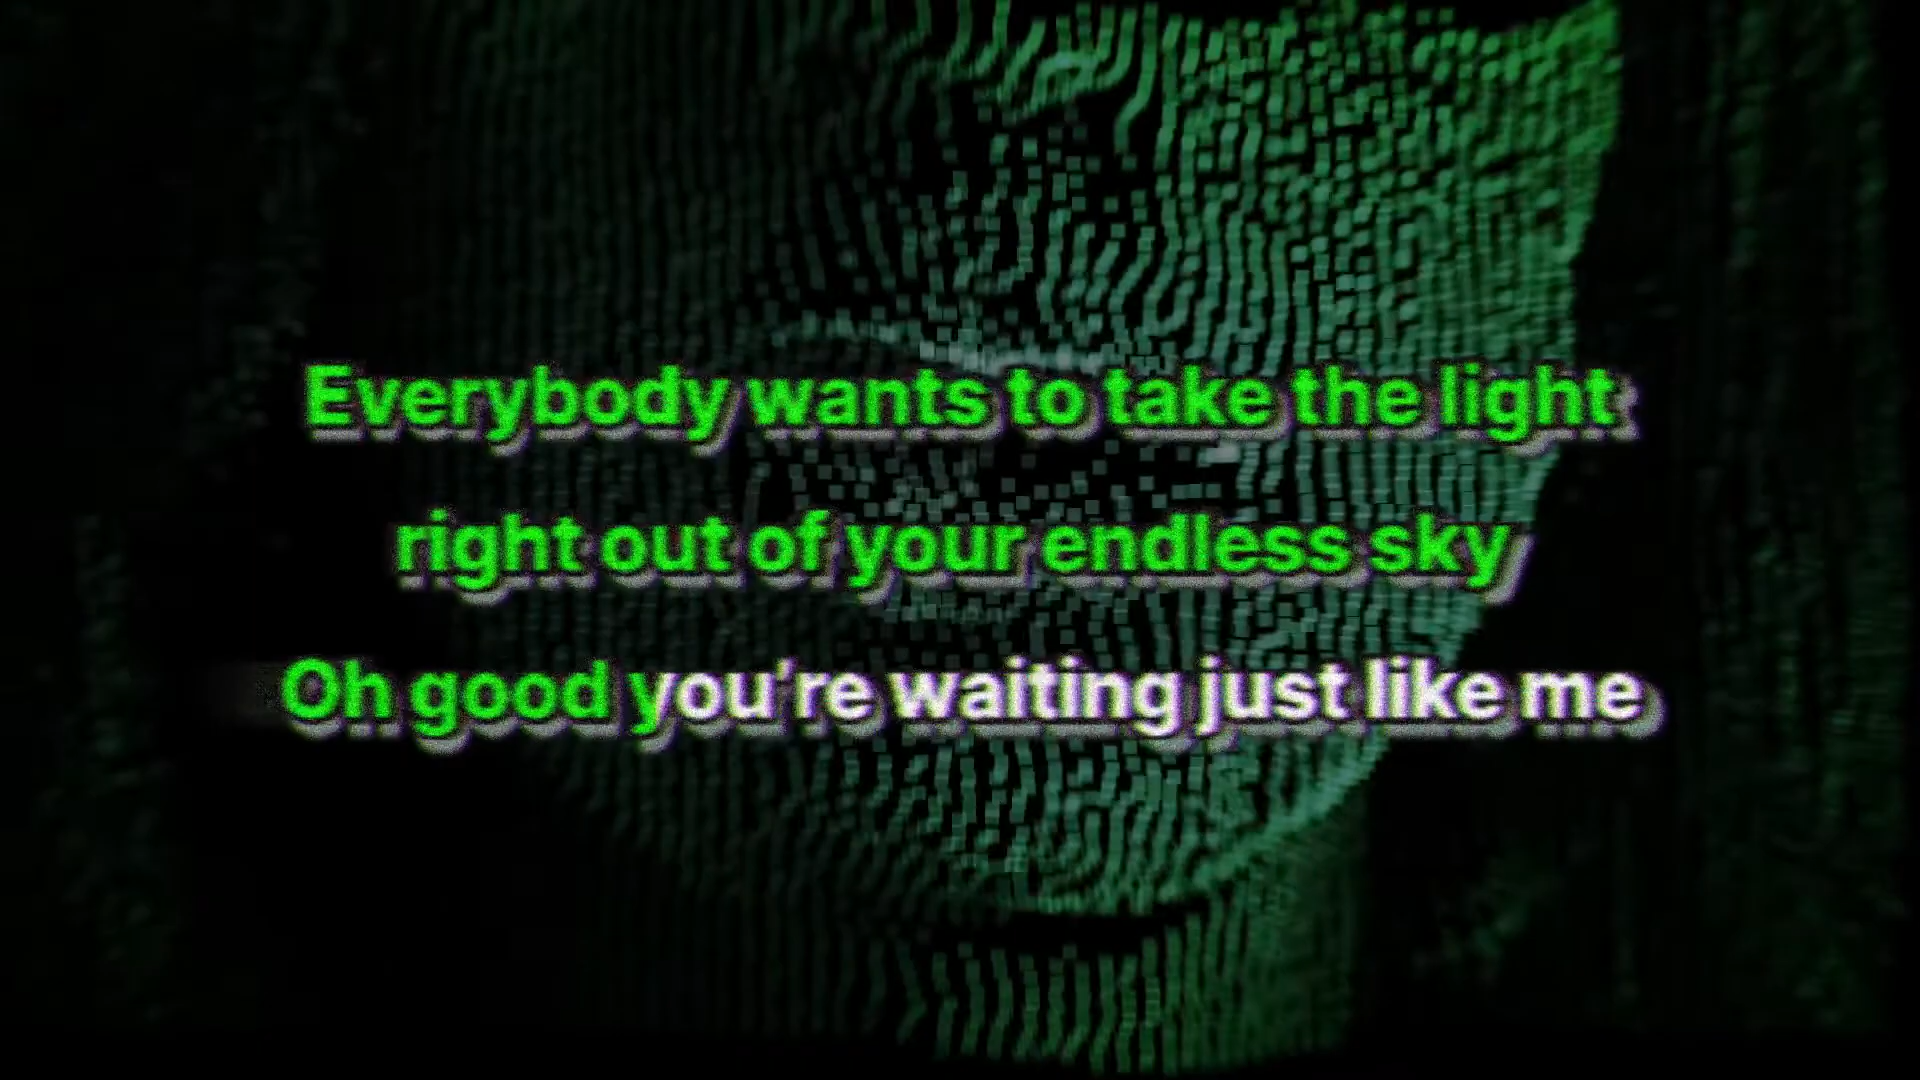 Everybody wants to take the light
right out of your endless sky
Oh good you're waiting just like me